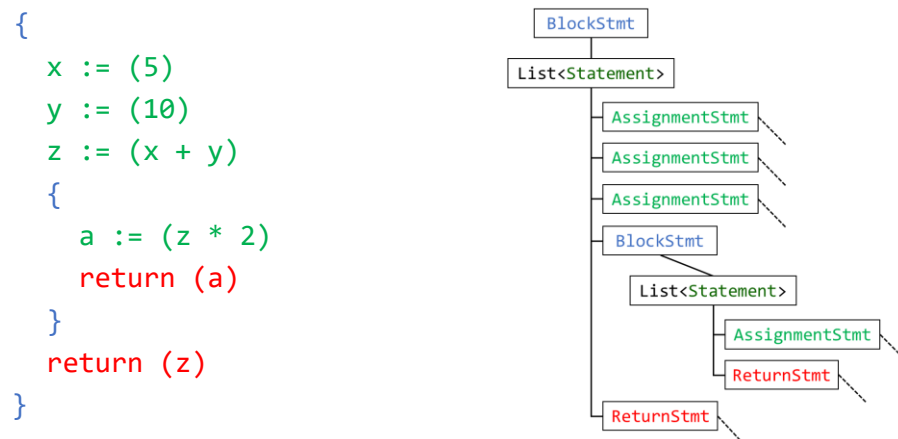 {
x := (5)
y := (10)
z := (x + y)
{
a := (z * 2)
return (a)
}
return (z)
}
BlockStmt
List<Statement>
AssignmentStmt
AssignmentStmt
AssignmentStmt
BlockStmt
List<Statement>
AssignmentStmt
ReturnStmt
ReturnStmt